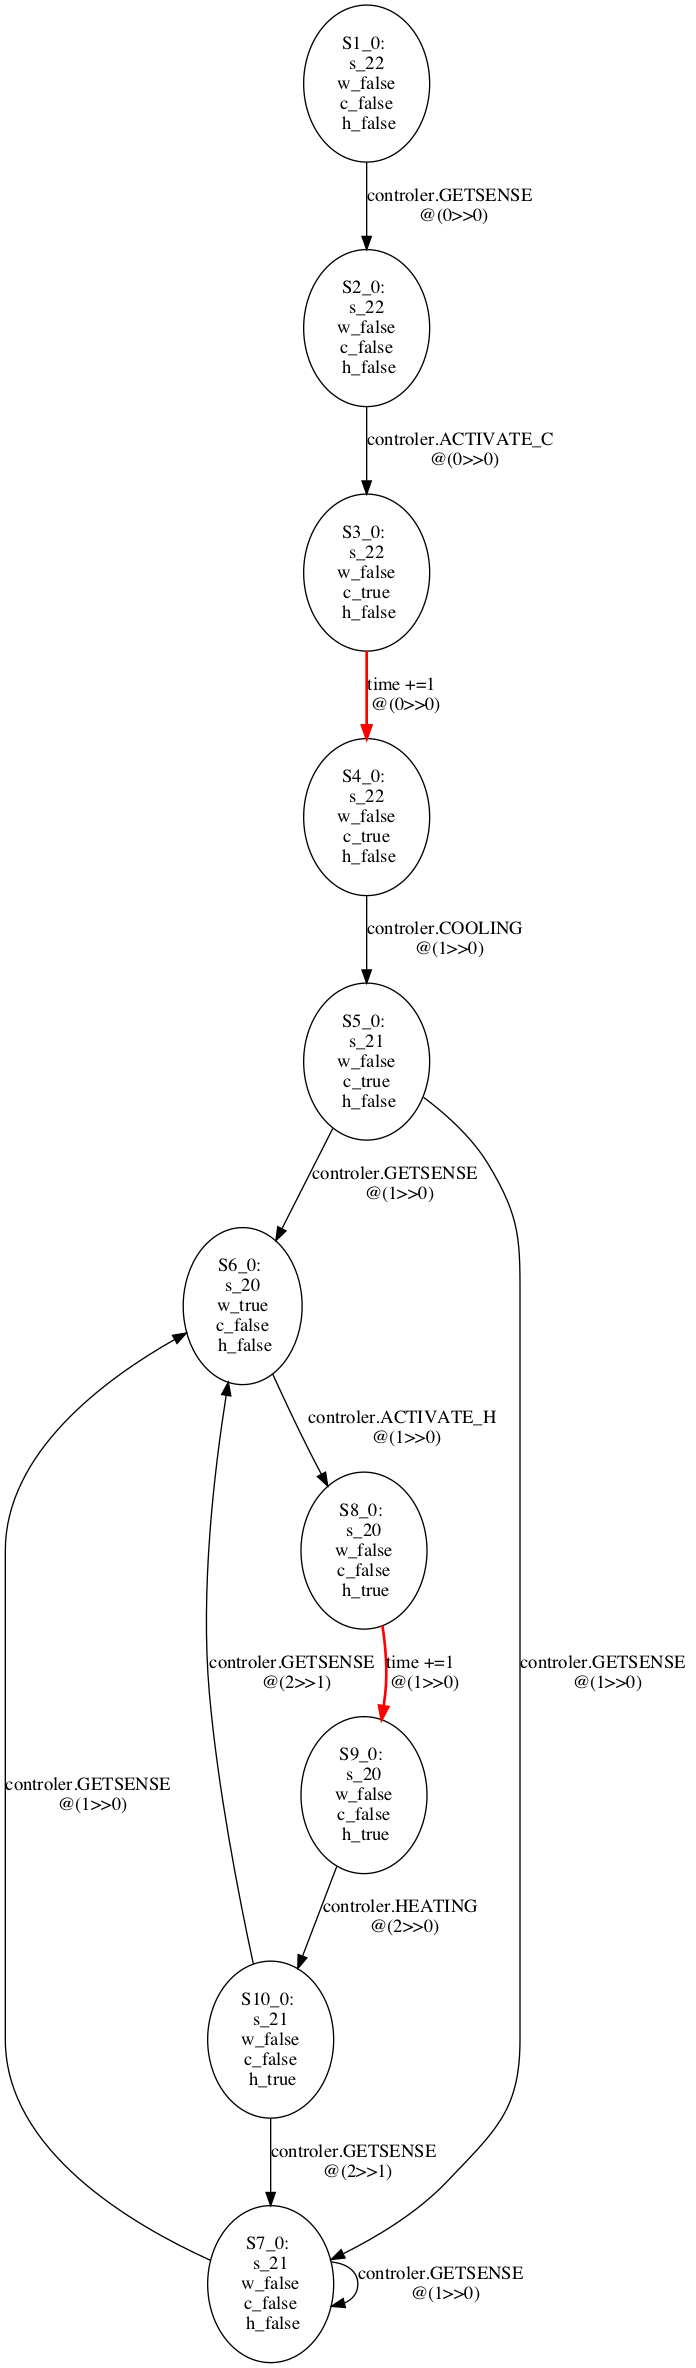 S1_0:
s_22
w_false
c_false
h_false
controler.GETSENSE
@(0>>0)
S2_0:
s_22
w_false
c_false
h_false
controler.ACTIVATE_C
@(0>>0)
S3_0:
s_22
w_false
c_true
h_false
time +=1
@(0>>0)
S4_0:
s_22
w_false
c_true
h_false
controler.COOLING
@(1>>0)
S5_0:
s_21
w_false
c_true
h_false
controler.GETSENSE
@(1>>0)
S6_0:
s_20
w_true
c_false
h_false
controler.ACTIVATE_H
@(1>>0)
S8_0:
s_20
w_false
c_false
h_true
controler.GETSENSE
@(2>>1)
time +=1
@(1>>0)
controler.GETSENSE
@(1>>0)
S9_0:
s_20
w_false
c_false
h_true
controler.GETSENSE
@(1>>0)
controler.HEATING
@(2>>0)
S10_0:
s_21
w_false
c_false
h_true
controler.GETSENSE
@(2>>1)
S7_0:
s_21
w_false
c_false
h_false
controler.GETSENSE
@(1>>0)